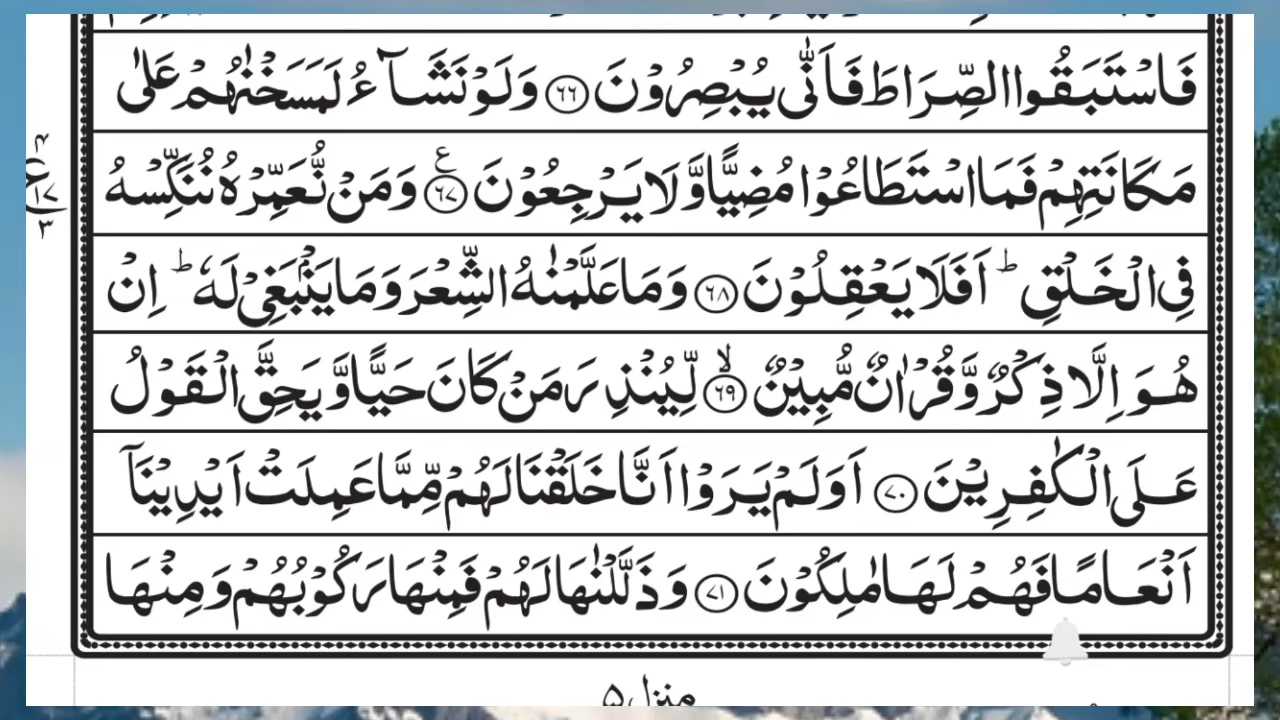 فَاسْتَبَقُوا الصِّرَاطَ فَاَنّٰى يُبْصِرُوْنَ ﴿٦٦﴾ وَلَوْ نَشَآءُ لَمَسَخْنٰهُمْ عَلٰى
مَكَانَتِهِمْ فَمَا اسْتَطَاعُوْا مُضِيًّا وَّلَا يَرْجِعُوْنَ ﴿٦٧﴾ ع وَمَنْ نُّعَمِّرْهُ نُنَكِّسْهُ
فِى الْخَلْقِ ؕ اَفَلَا يَعْقِلُوْنَ ﴿٦٨﴾ وَمَا عَلَّمْنٰهُ الشِّعْرَ وَمَا يَنْۢبَغِىْ لَهٗ ؕ اِنْ
هُوَ اِلَّا ذِكْرٌ وَّقُرْاٰنٌ مُّبِيْنٌ ﴿٦٩﴾ ۙ لِّيُنْذِرَ مَنْ كَانَ حَيًّا وَّيَحِقَّ الْقَوْلُ
عَلَى الْكٰفِرِيْنَ ﴿٧٠﴾ اَوَلَمْ يَرَوْا اَنَّا خَلَقْنَا لَهُمْ مِّمَّا عَمِلَتْ اَيْدِيْنَاۤ
اَنْعَامًا فَهُمْ لَهَا مٰلِكُوْنَ ﴿٧١﴾ وَذَلَّلْنٰهَا لَهُمْ فَمِنْهَا رَكُوْبُهُمْ وَمِنْهَا
منزل ۵